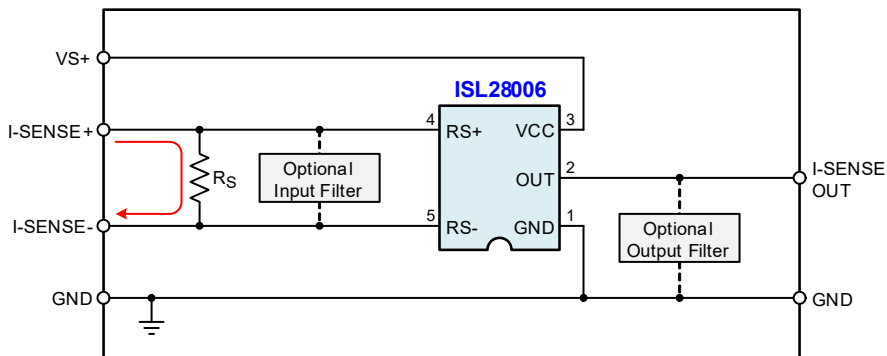 VS+
ISL28006
I-SENSE+
4
RS+
VCC
3
RS
Optional
Input Filter
OUT
2
I-SENSE
OUT
I-SENSE-
5
RS-
GND
1
Optional
Output Filter
GND
GND